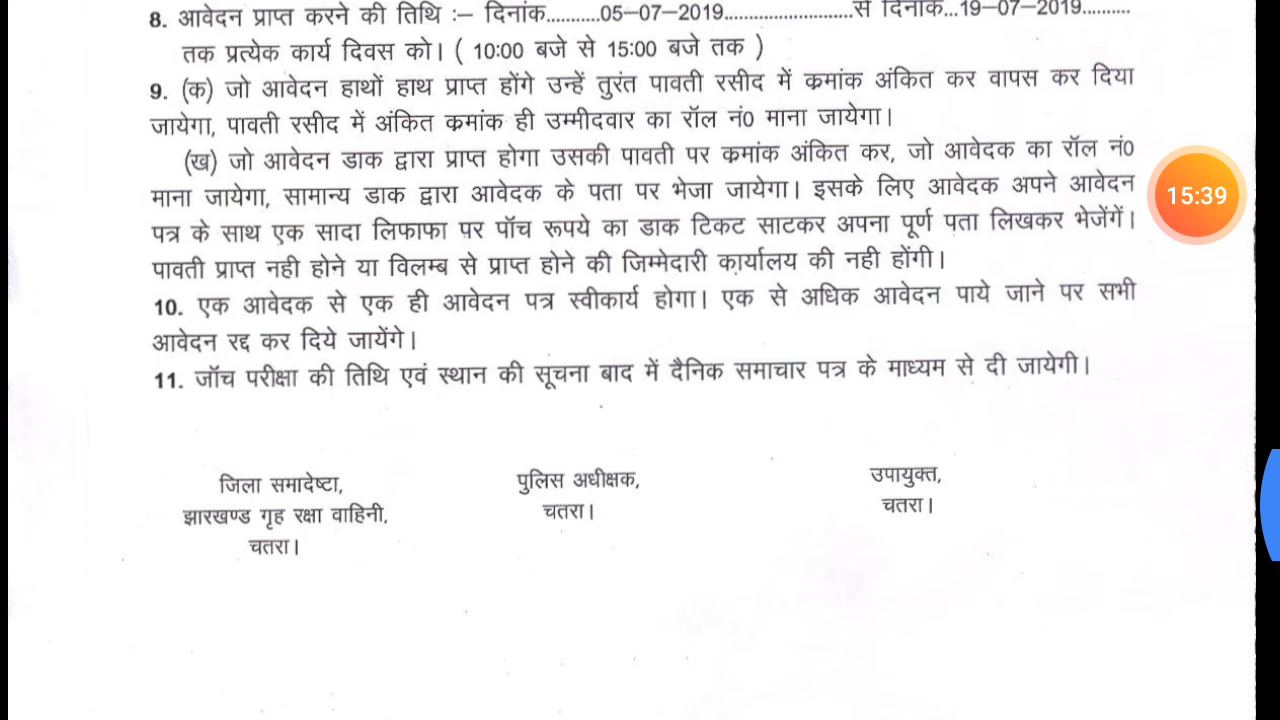 8. आवेदन प्राप्त करने की तिथि :– दिनांक..........05–07–2019..........................से दिनांक...19–07–2019..........
तक प्रत्येक कार्य दिवस को। ( 10:00 बजे से 15:00 बजे तक )
9. (क) जो आवेदन हाथों हाथ प्राप्त होंगे उन्हें तुरंत पावती रसीद में क्रमांक अंकित कर वापस कर दिया
जायेगा, पावती रसीद में अंकित क्रमांक ही उम्मीदवार का रॉल नं0 माना जायेगा।
(ख) जो आवेदन डाक द्वारा प्राप्त होगा उसकी पावती पर क्रमांक अंकित कर, जो आवेदक का रॉल नं0
15:39
माना जायेगा, सामान्य डाक द्वारा आवेदक के पता पर भेजा जायेगा। इसके लिए आवेदक अपने आवेदन
पत्र के साथ एक सादा लिफाफा पर पॉच रूपये का डाक टिकट साटकर अपना पूर्ण पता लिखकर भेजेंगें।
पावती प्राप्त नही होने या विलम्ब से प्राप्त होने की जिम्मेदारी कार्यालय की नही होंगी।
10. एक आवेदक से एक ही आवेदन पत्र स्वीकार्य होगा। एक से अधिक आवेदन पाये जाने पर सभी
आवेदन रद्द कर दिये जायेंगे।
11. जॉच परीक्षा की तिथि एवं स्थान की सूचना बाद में दैनिक समाचार पत्र के माध्यम से दी जायेगी।
जिला समादेष्टा,
झारखण्ड गृह रक्षा वाहिनी,
चतरा।
पुलिस अधीक्षक,
चतरा।
उपायुक्त,
चतरा।